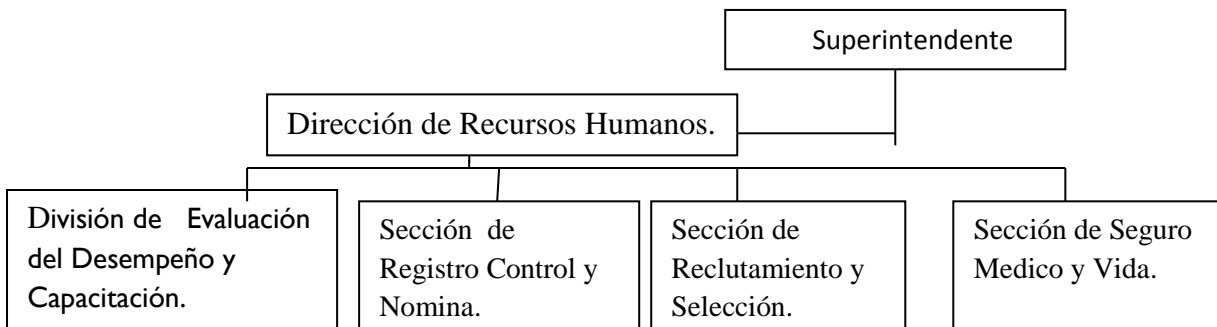 Superintendente
Dirección de Recursos Humanos.
División de Evaluación
del Desempeño y
Capacitación.
Sección de
Registro Control y
Nomina.
Sección de
Reclutamiento y
Selección.
Sección de Seguro
Medico y Vida.